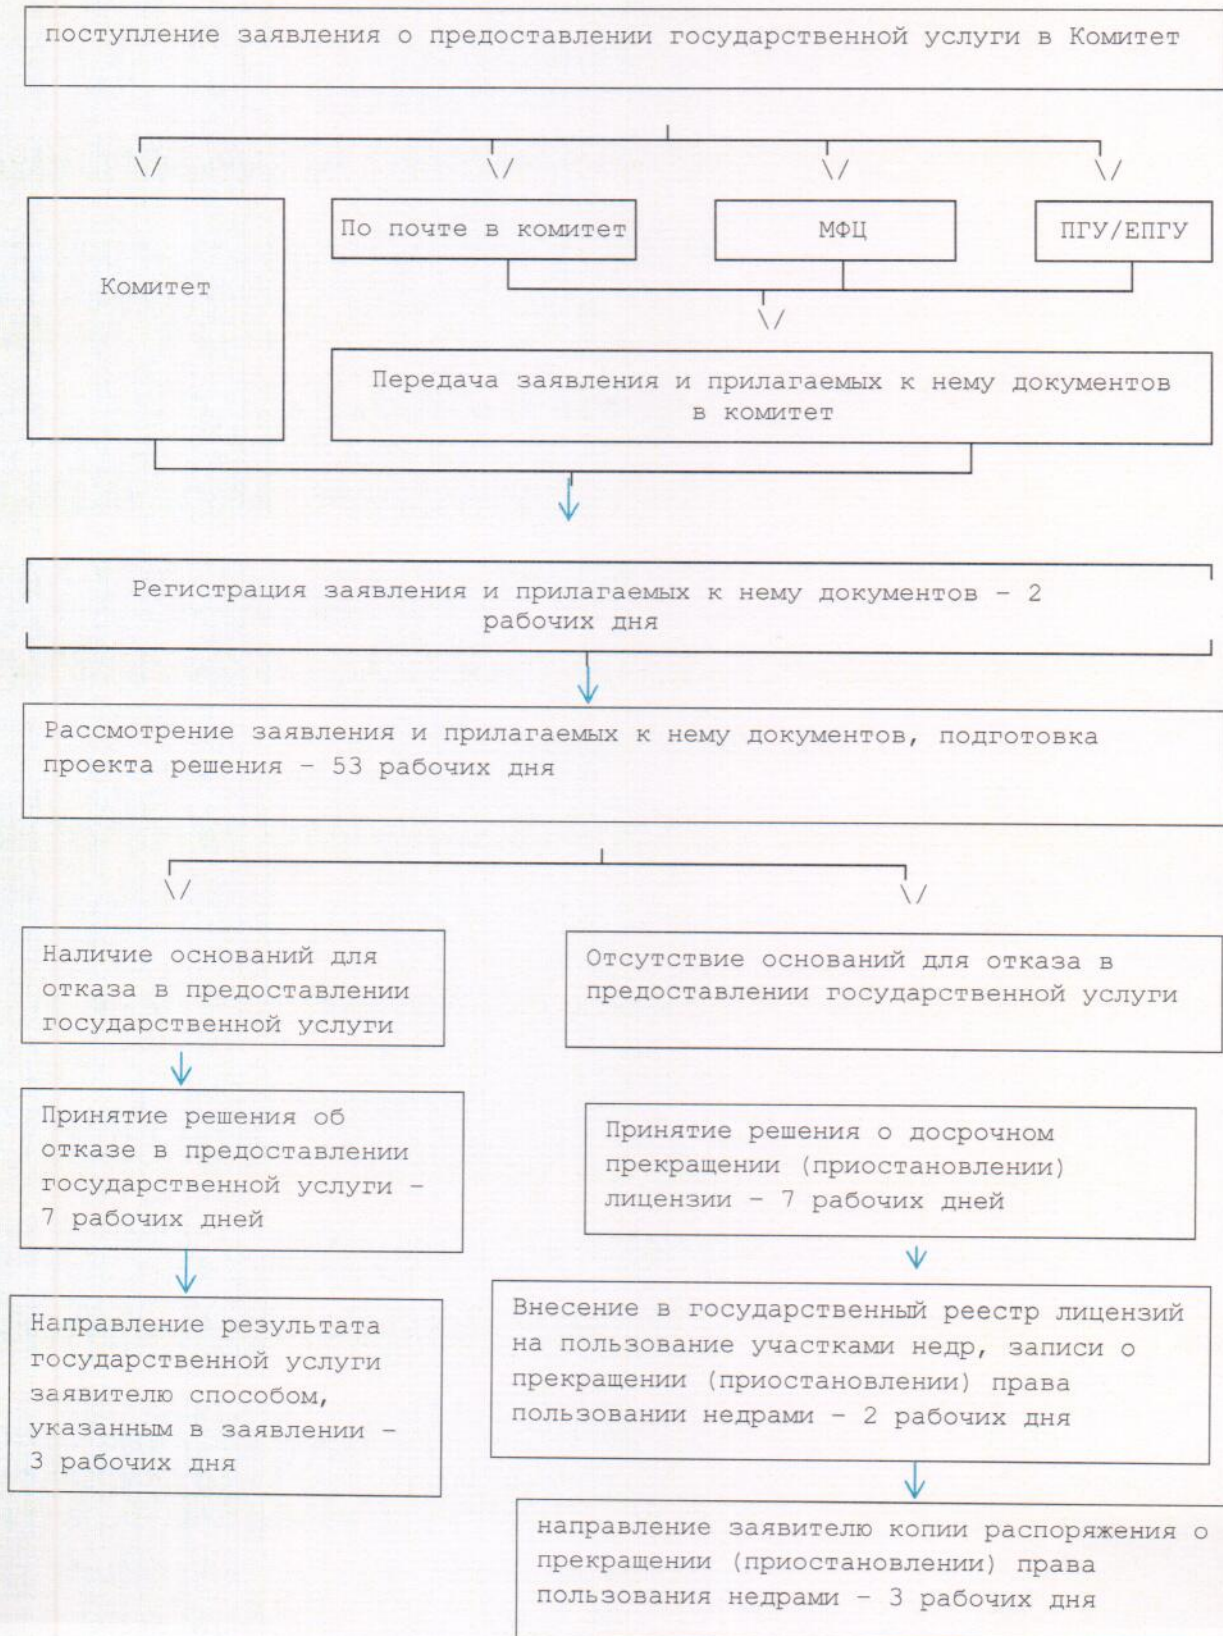 поступление заявления о предоставлении государственной услуги в Комитет
\/ \/ \/ \/
Комитет
По почте в комитет
МФЦ
ПГУ/ЕПГУ
\/
Передача заявления и прилагаемых к нему документов
в комитет
Регистрация заявления и прилагаемых к нему документов – 2
рабочих дня
Рассмотрение заявления и прилагаемых к нему документов, подготовка
проекта решения – 53 рабочих дня
\/ \/
Наличие оснований для
отказа в предоставлении
государственной услуги
Принятие решения об
отказе в предоставлении
государственной услуги –
7 рабочих дней
Направление результата
государственной услуги
заявителю способом,
указанным в заявлении –
3 рабочих дня
Отсутствие оснований для отказа в
предоставлении государственной услуги
Принятие решения о досрочном
прекращении (приостановлении)
лицензии – 7 рабочих дней
Внесение в государственный реестр лицензий
на пользование участками недр, записи о
прекращении (приостановлении) права
пользовании недрами – 2 рабочих дня
направление заявителю копии распоряжения о
прекращении (приостановлении) права
пользования недрами – 3 рабочих дня